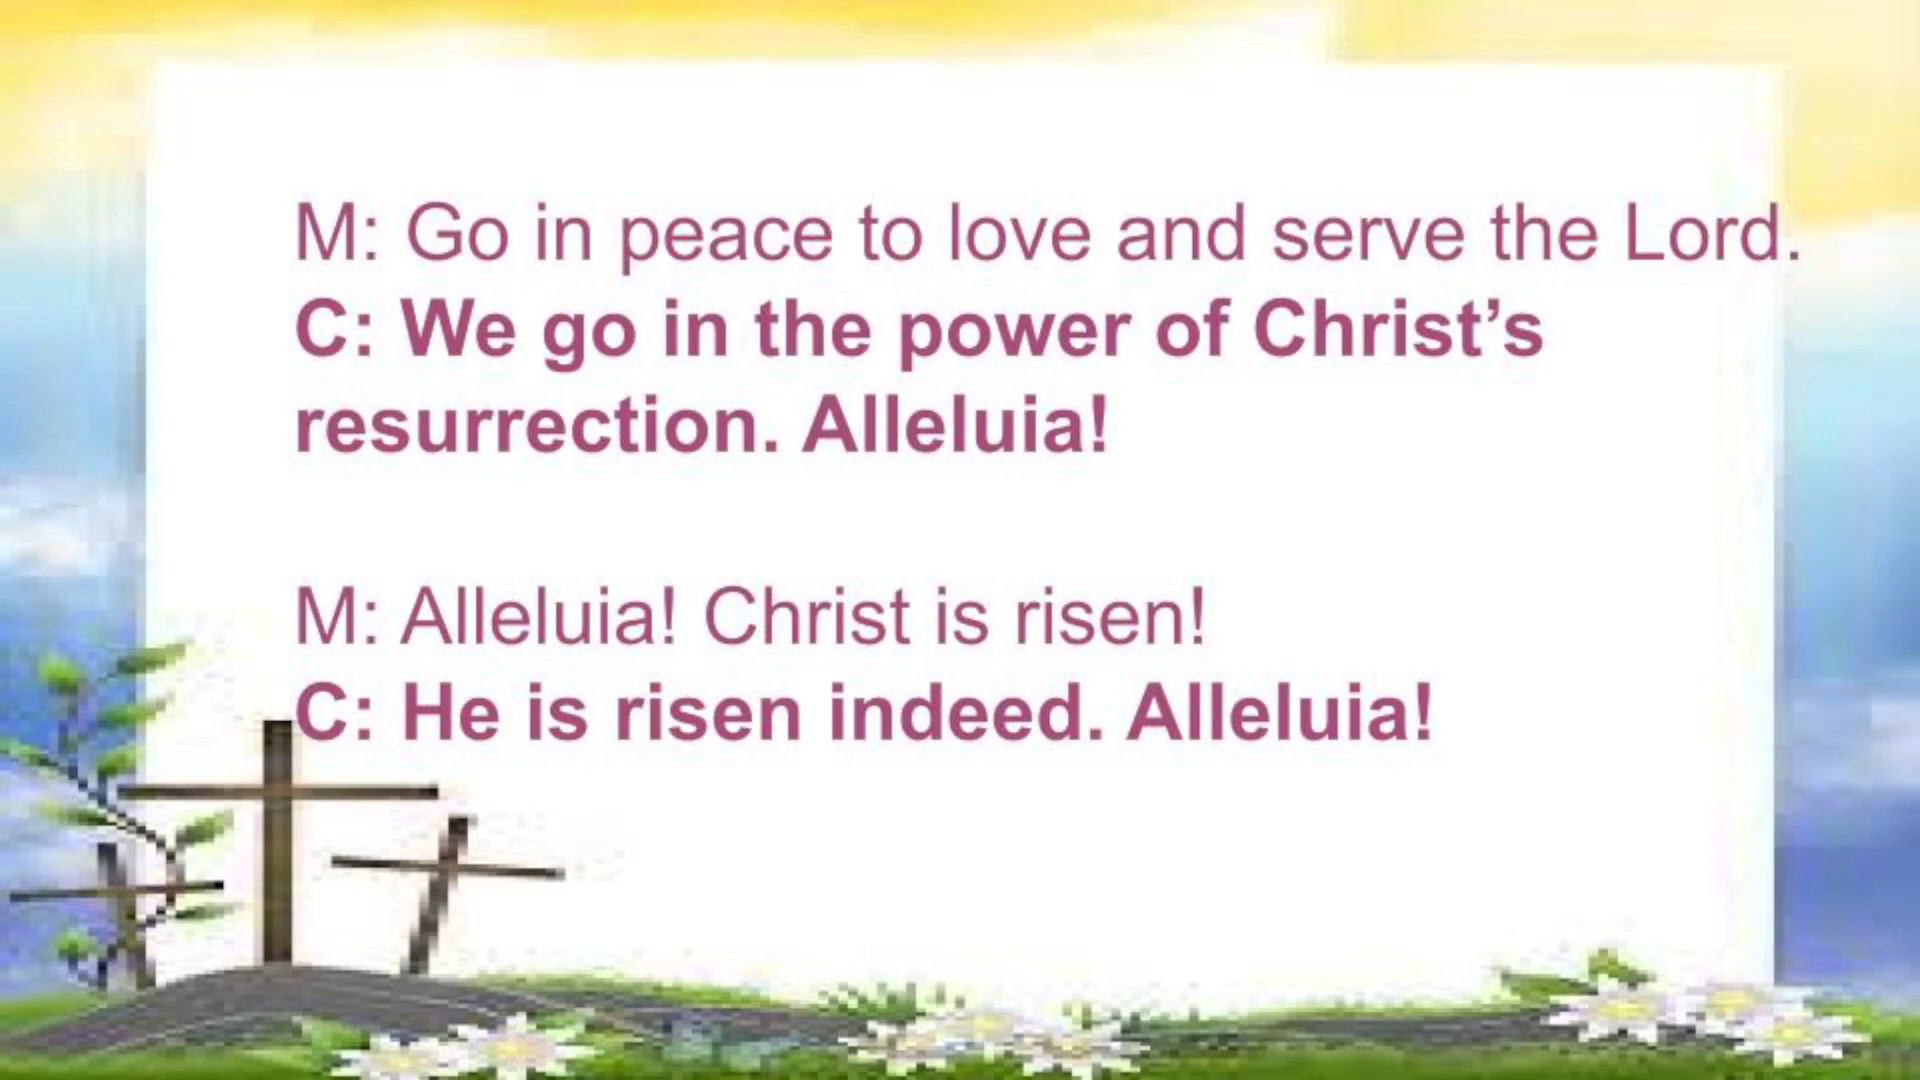 M: Go in peace to love and serve the Lord.
C: We go in the power of Christ’s
resurrection. Alleluia!
M: Alleluia! Christ is risen!
C: He is risen indeed. Alleluia!